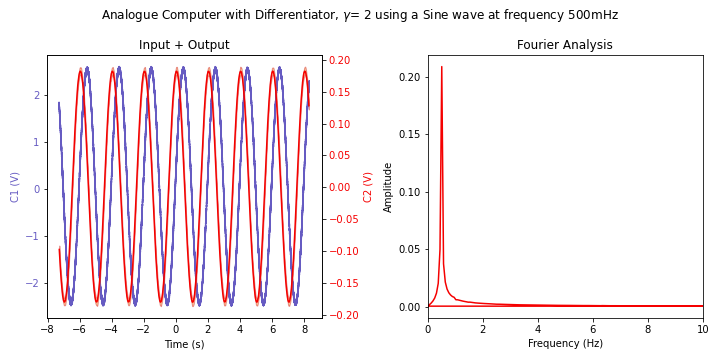 Analogue Computer with Differentiator, γ= 2 using a Sine wave at frequency 500mHz
Input + Output
C1 (V)
2
1
0
−1
−2
−8 −6 −4 −2 0 2 4 6 8
Time (s)
0.20
0.15
0.10
0.05
0.00
−0.05
−0.10
−0.15
−0.20
C2 (V)
Fourier Analysis
Amplitude
0.20
0.15
0.10
0.05
0.00
0 2 4 6 8 10
Frequency (Hz)